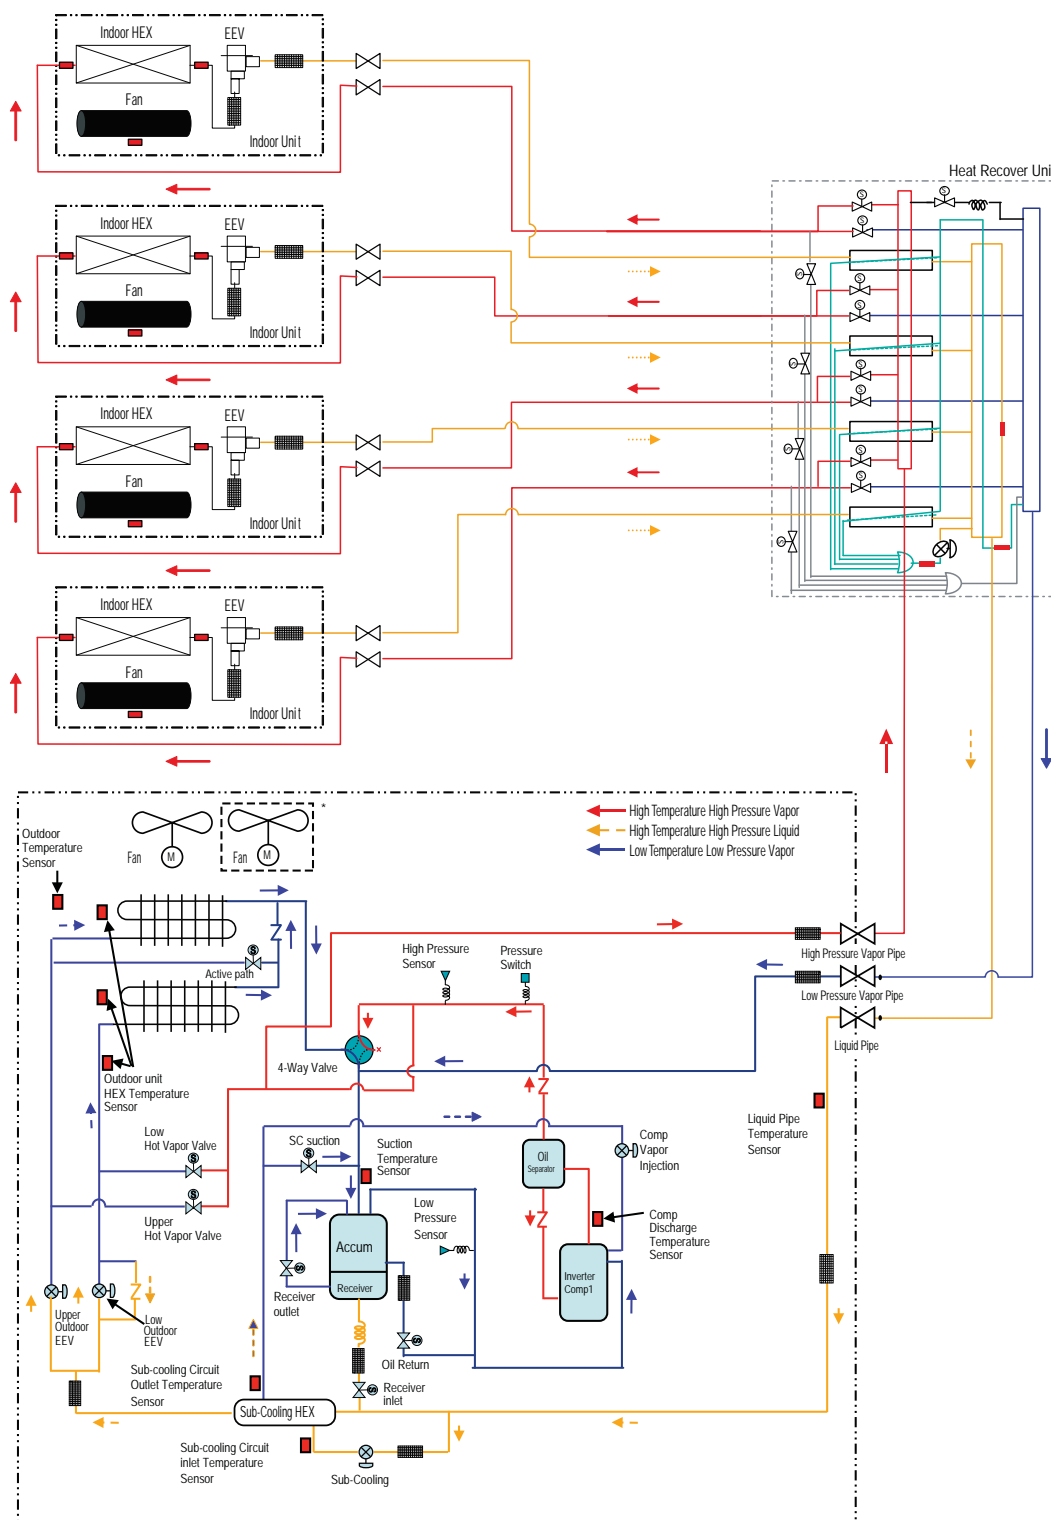 Indoor HEX
EEV
Fan
Indoor Unit
Indoor HEX
EEV
Fan
Indoor Unit
Indoor HEX
EEV
Fan
Indoor Unit
Indoor HEX
EEV
Fan
Indoor Unit
Heat Recover Uni
S
S
S
S
S
S
S
S
S
S
S
S
S
High Temperature High Pressure Vapor
High Temperature High Pressure Liquid
Low Temperature Low Pressure Vapor
*
Fan
M
Fan
M
Outdoor
Temperature
Sensor
Active path
S
High Pressure
Sensor
Pressure
Switch
High Pressure Vapor Pipe
Low Pressure Vapor Pipe
Liquid Pipe
4-Way Valve
x
Outdoor unit
HEX Temperature
Sensor
Low
Hot Vapor Valve
S
Upper
Hot Vapor Valve
S
SC suction
S
Suction
Temperature
Sensor
Oil
Separator
Comp
Vapor
Injection
Liquid Pipe
Temperature
Sensor
Low
Pressure
Sensor
Comp
Discharge
Temperature
Sensor
Accum
Receiver
Inverter
Comp1
Receiver
outlet
S
Upper
Outdoor
EEV
Low
Outdoor
EEV
Oil Return
S
Receiver
inlet
S
Sub-cooling Circuit
Outlet Temperature
Sensor
Sub-Cooling HEX
Sub-cooling Circuit
inlet Temperature
Sensor
Sub-Cooling